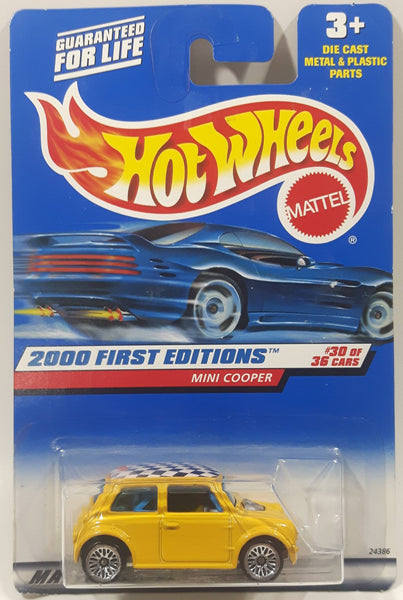 GUARANTEED
FOR LIFE
3+
DIE CAST
METAL & PLASTIC
PARTS
HOT WHEELS
MATTEL
®
2000 FIRST EDITIONS™
#30 OF
36 CARS
MINI COOPER
24386